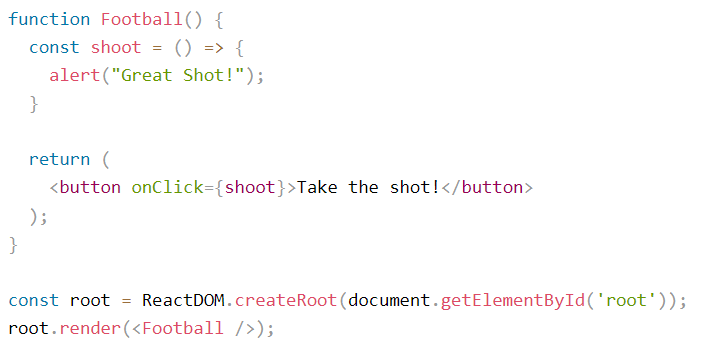 function Football() {
  const shoot = () => {
    alert("Great Shot!");
  }

  return (
    <button onClick={shoot}>Take the shot!</button>
  );
}

const root = ReactDOM.createRoot(document.getElementById('root'));
root.render(<Football />);